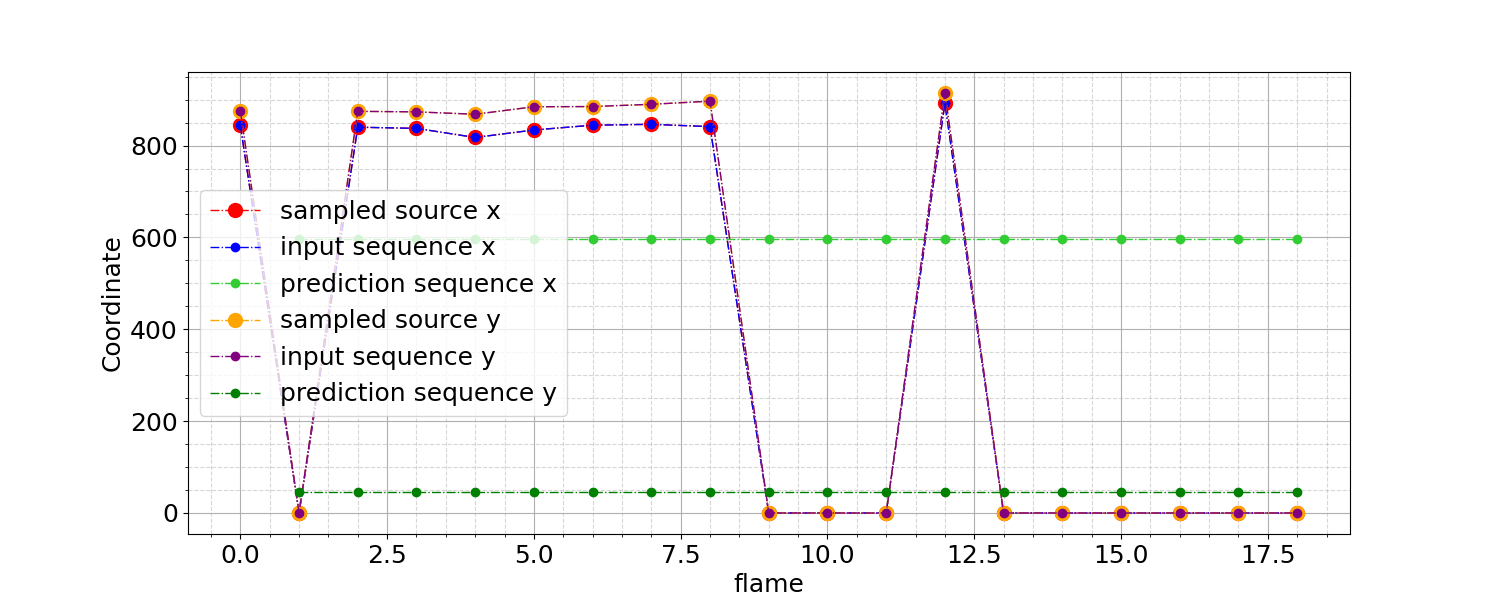 Coordinate
800
600
400
200
0
sampled source x
input sequence x
prediction sequence x
sampled source y
input sequence y
prediction sequence y
0.0 2.5 5.0 7.5 10.0 12.5 15.0 17.5
flame